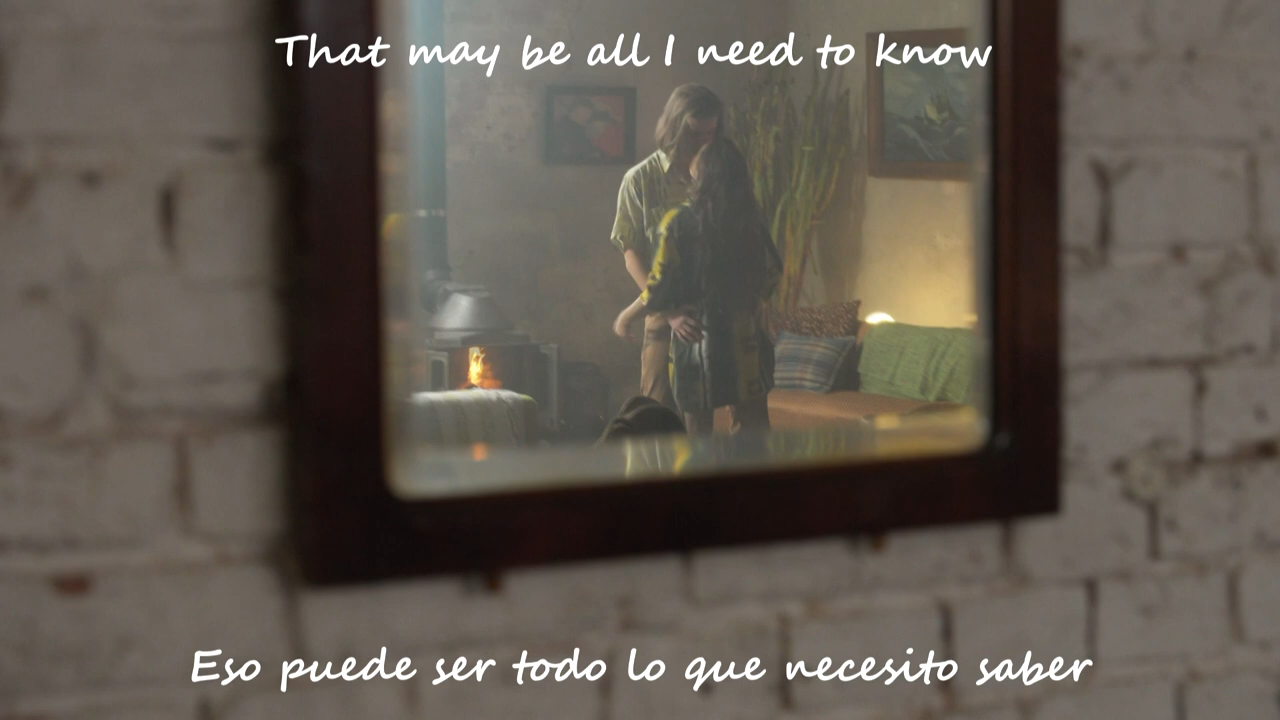 That may be all I need to know
Eso puede ser todo lo que necesito saber